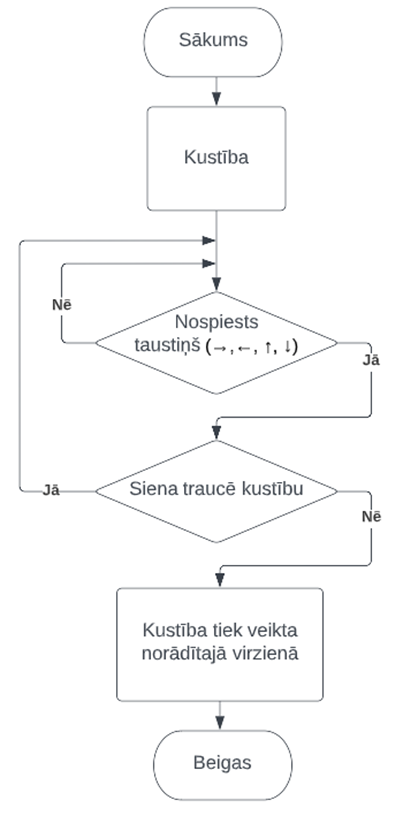 Sākums
Kustība
Nē
Nospiests
taustiņš (→,←, ↑, ↓)
Jā
Siena traucē kustību
Jā
Nē
Kustība tiek veikta
norādītajā virzienā
Beigas